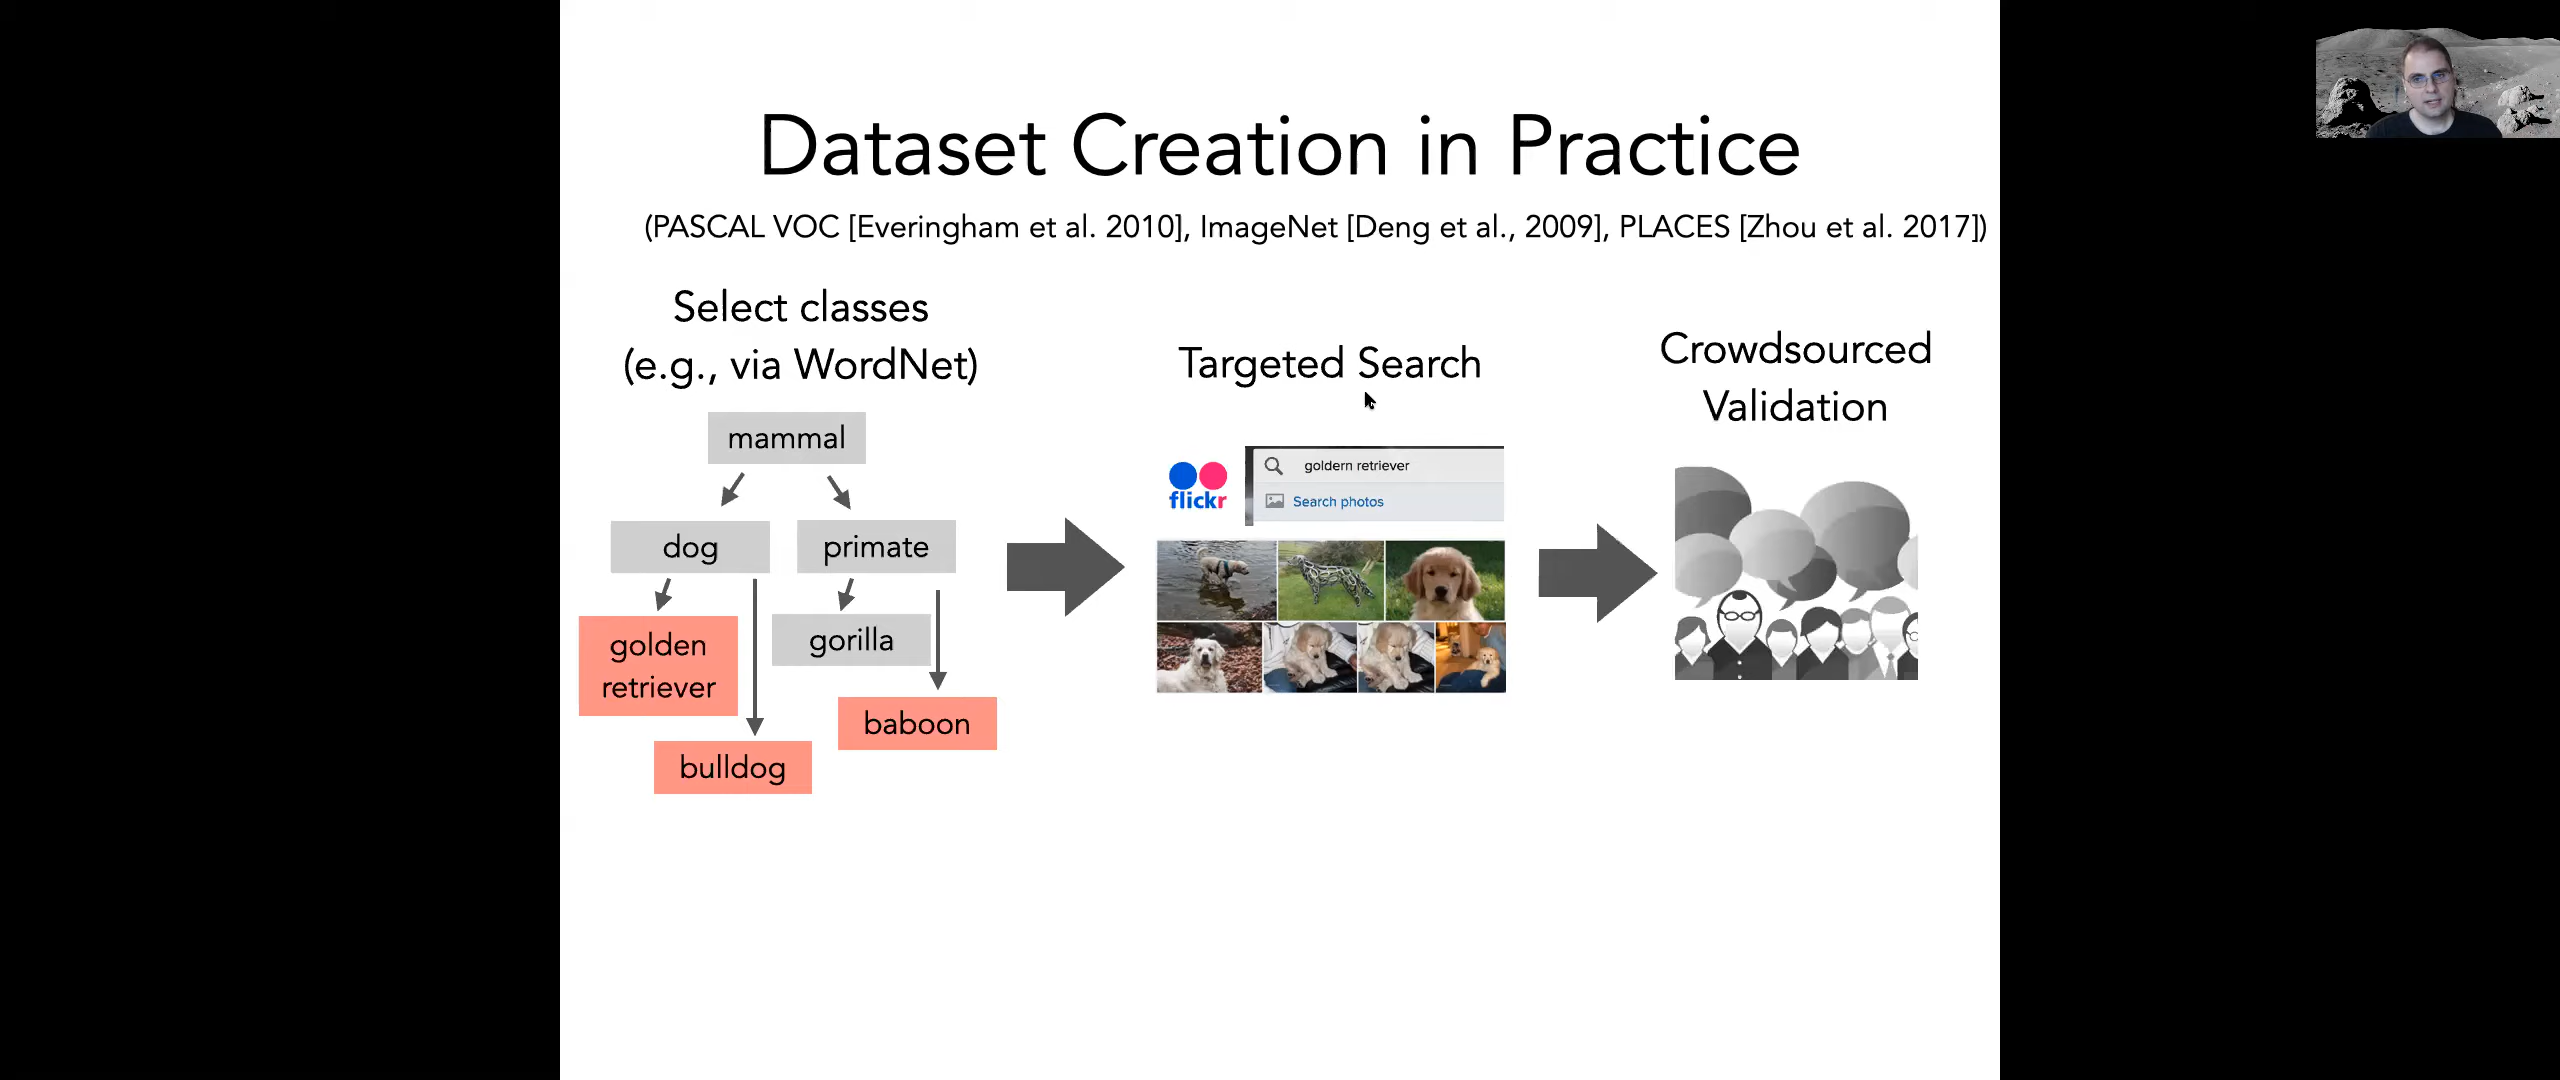 Dataset Creation in Practice
(PASCAL VOC [Everingham et al. 2010], ImageNet [Deng et al., 2009], PLACES [Zhou et al. 2017])
Select classes
(e.g., via WordNet)
mammal
dog
primate
golden
retriever
gorilla
baboon
bulldog
Targeted Search
flickr
goldern retriever
Search photos
Crowdsourced
Validation